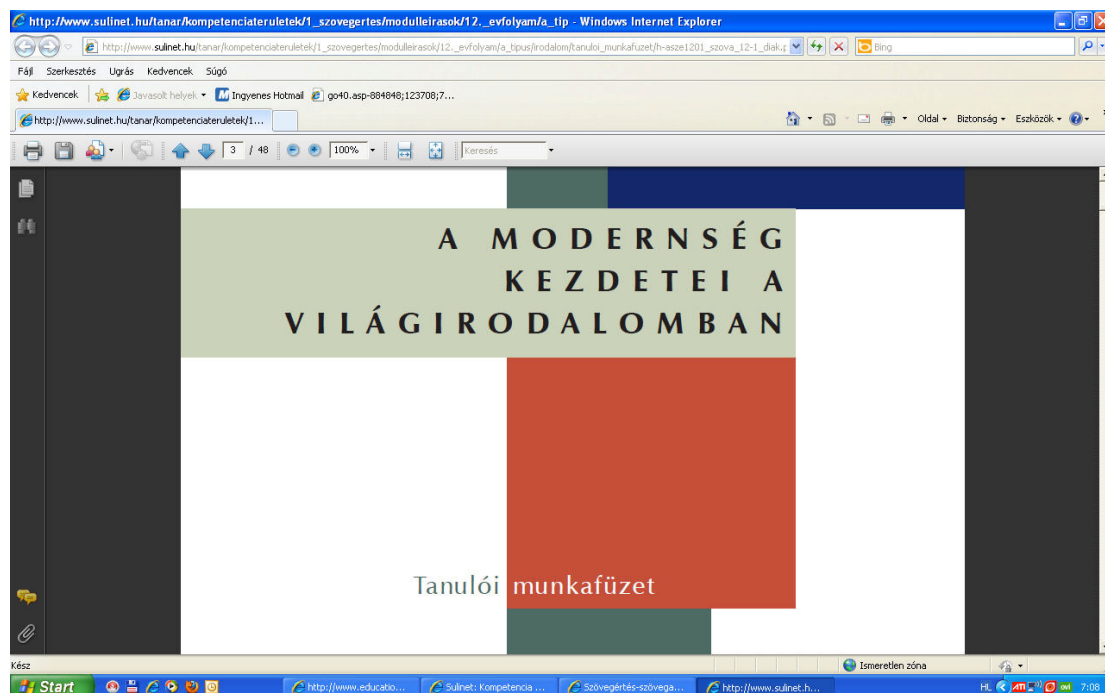 http://www.sulinet.hu/tanar/kompetenciateruletek/1_szovegertes/modulleirasok/12._evfolyam/a_tip - Windows Internet Explorer
http://www.sulinet.hu/tanar/kompetenciateruletek/1_szovegertes/modulleirasok/12._evfolyam/a_tipus/irodalom/tanuloi_munkafuzet/h-asze1201_szova_12-1_diak.p Bing
Fájl Szerkesztés Ugrás Kedvencek Súgó
Kedvencek Javasolt helyek Ingyenes Hotmail go40.asp-884848;123708;7...
http://www.sulinet.hu/tanar/kompetenciateruletek/1... Oldal Biztonság Eszközök
3 / 48 100% Keresés
A MODERNSÉG
KEZDETEI A
VILÁGIRODALOMBAN
Tanulói munkafüzet
Kész Ismeretlen zóna
Start http://www.educatio... Sulinet: Kompetencia ... Szövegértés-szövega... http://www.sulinet.h... HL ATI 7:08